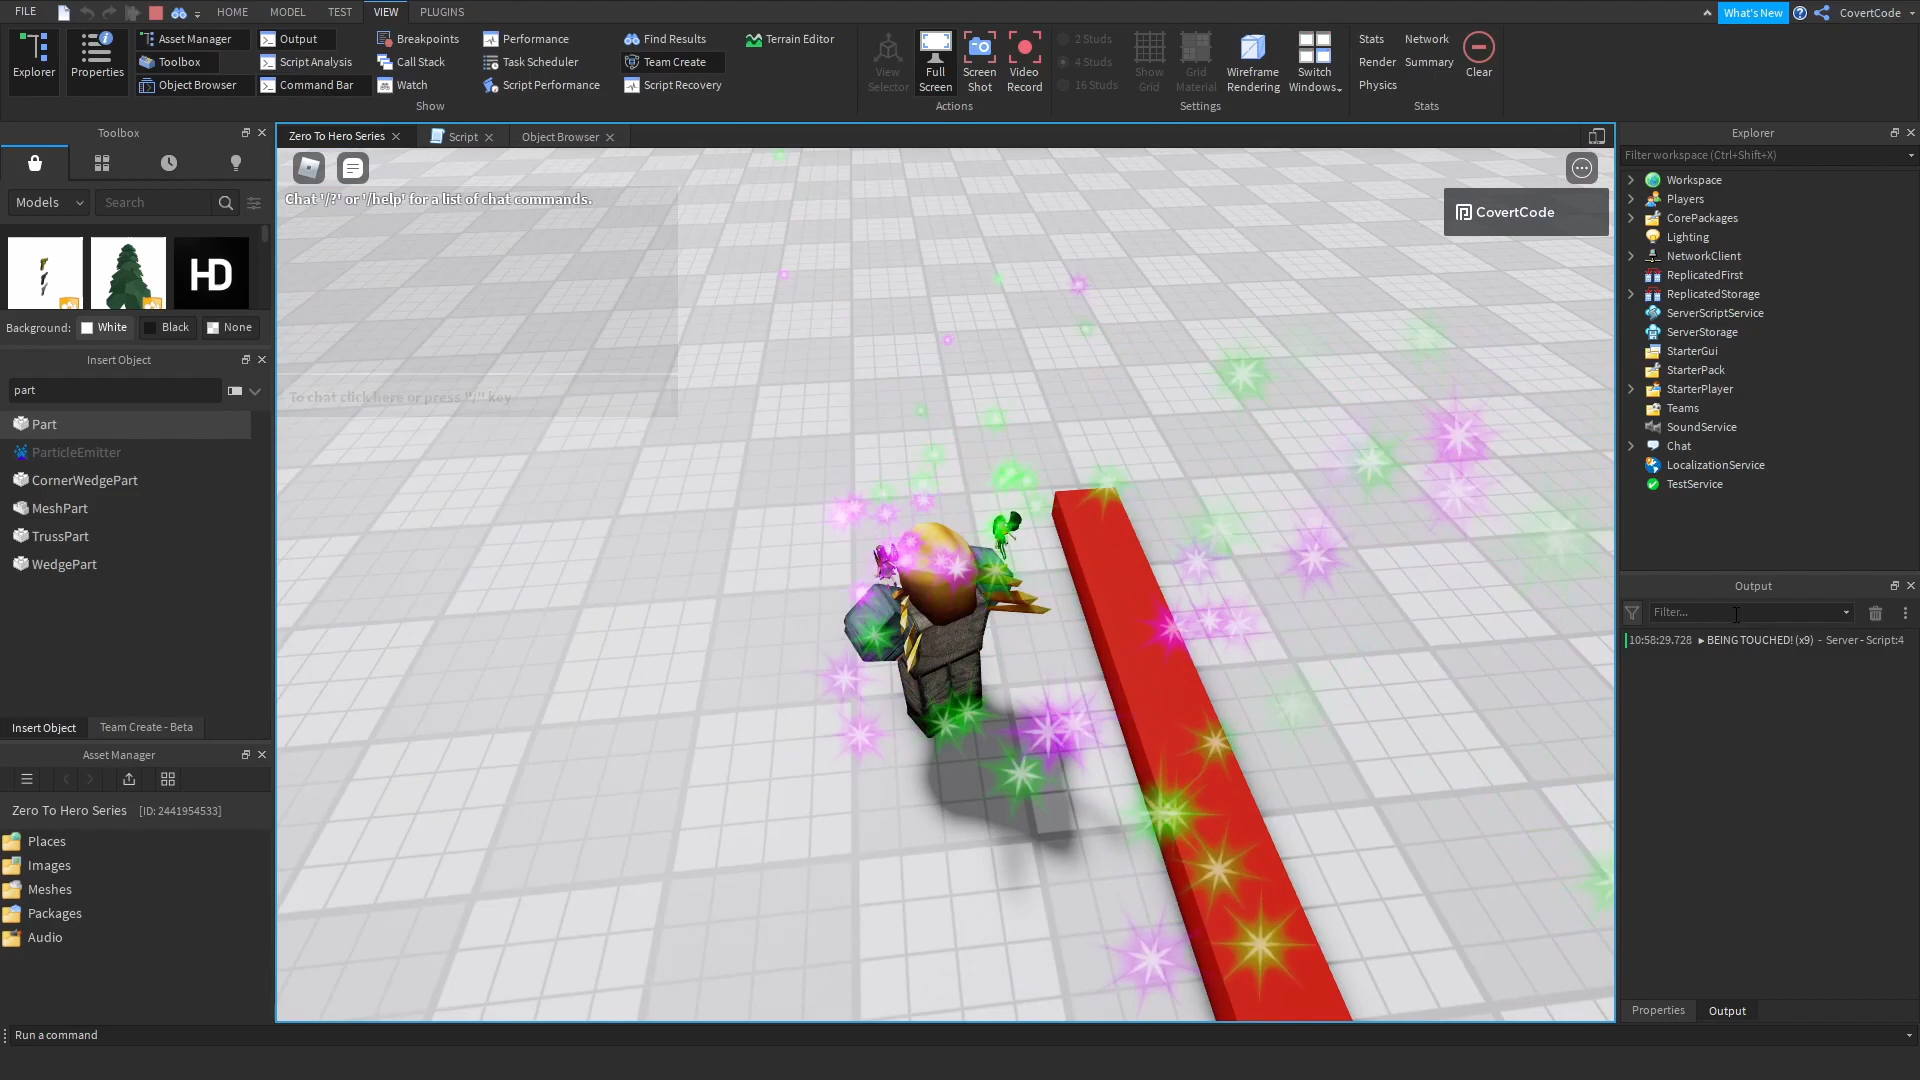 FILE HOME MODEL TEST VIEW PLUGINS What's New CovertCode
Explorer
Properties
Asset Manager
Toolbox
Object Browser
Output
Script Analysis
Command Bar
Breakpoints
Call Stack
Watch
Show
Performance
Task Scheduler
Script Performance
Find Results
Team Create
Script Recovery
Terrain Editor
View
Selector
Full
Screen
Screen
Shot
Video
Record
Actions
2 Studs
4 Studs
16 Studs
Show
Grid
Grid
Material
Wireframe
Rendering
Switch
Windows
Settings
Stats
Render
Physics
Network
Summary
Clear
Stats
Toolbox
Models
Search
HD
Background: White Black None
Insert Object
part
Part
ParticleEmitter
CornerWedgePart
MeshPart
TrussPart
WedgePart
Insert Object Team Create - Beta
Asset Manager
Zero To Hero Series [ID: 2441954533]
Places
Images
Meshes
Packages
Audio
Run a command
Zero To Hero Series Script Object Browser
Chat '/?' or '/help' for a list of chat commands.
To chat click here or press "/" key
CovertCode
Explorer
Filter workspace (Ctrl+Shift+X)
Workspace
Players
CorePackages
Lighting
NetworkClient
ReplicatedFirst
ReplicatedStorage
ServerScriptService
ServerStorage
StarterGui
StarterPack
StarterPlayer
Teams
SoundService
Chat
LocalizationService
TestService
Output
Filter...
10:58:29.728 ▸ BEING TOUCHED! (x9) - Server - Script:4
Properties Output